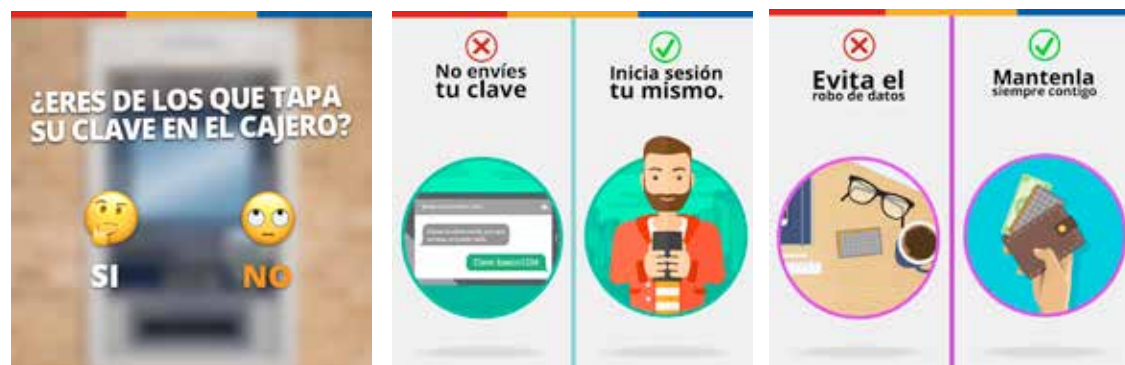 ¿ERES DE LOS QUE TAPA
SU CLAVE EN EL CAJERO?
SI
NO
No envíes
tu clave
Inicia sesión
tu mismo.
Evita el
robo de datos
Mantenla
siempre contigo